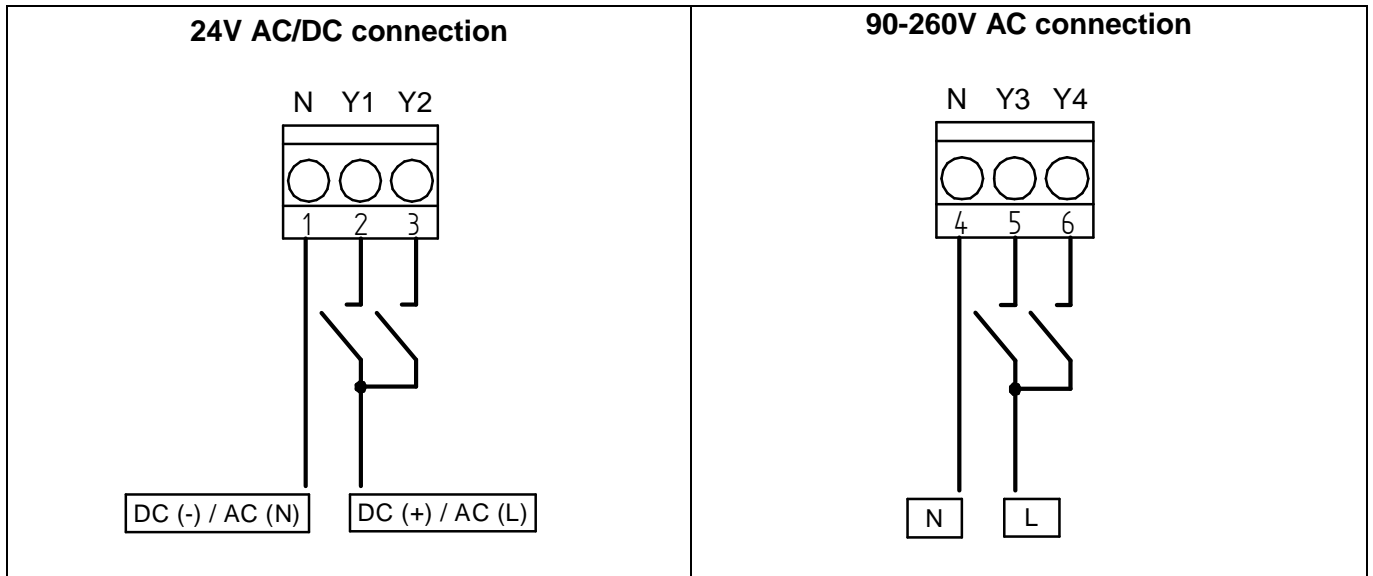 24V AC/DC connection
N Y1 Y2
1 2 3
DC (-) / AC (N)
DC (+) / AC (L)
90-260V AC connection
N Y3 Y4
4 5 6
N
L